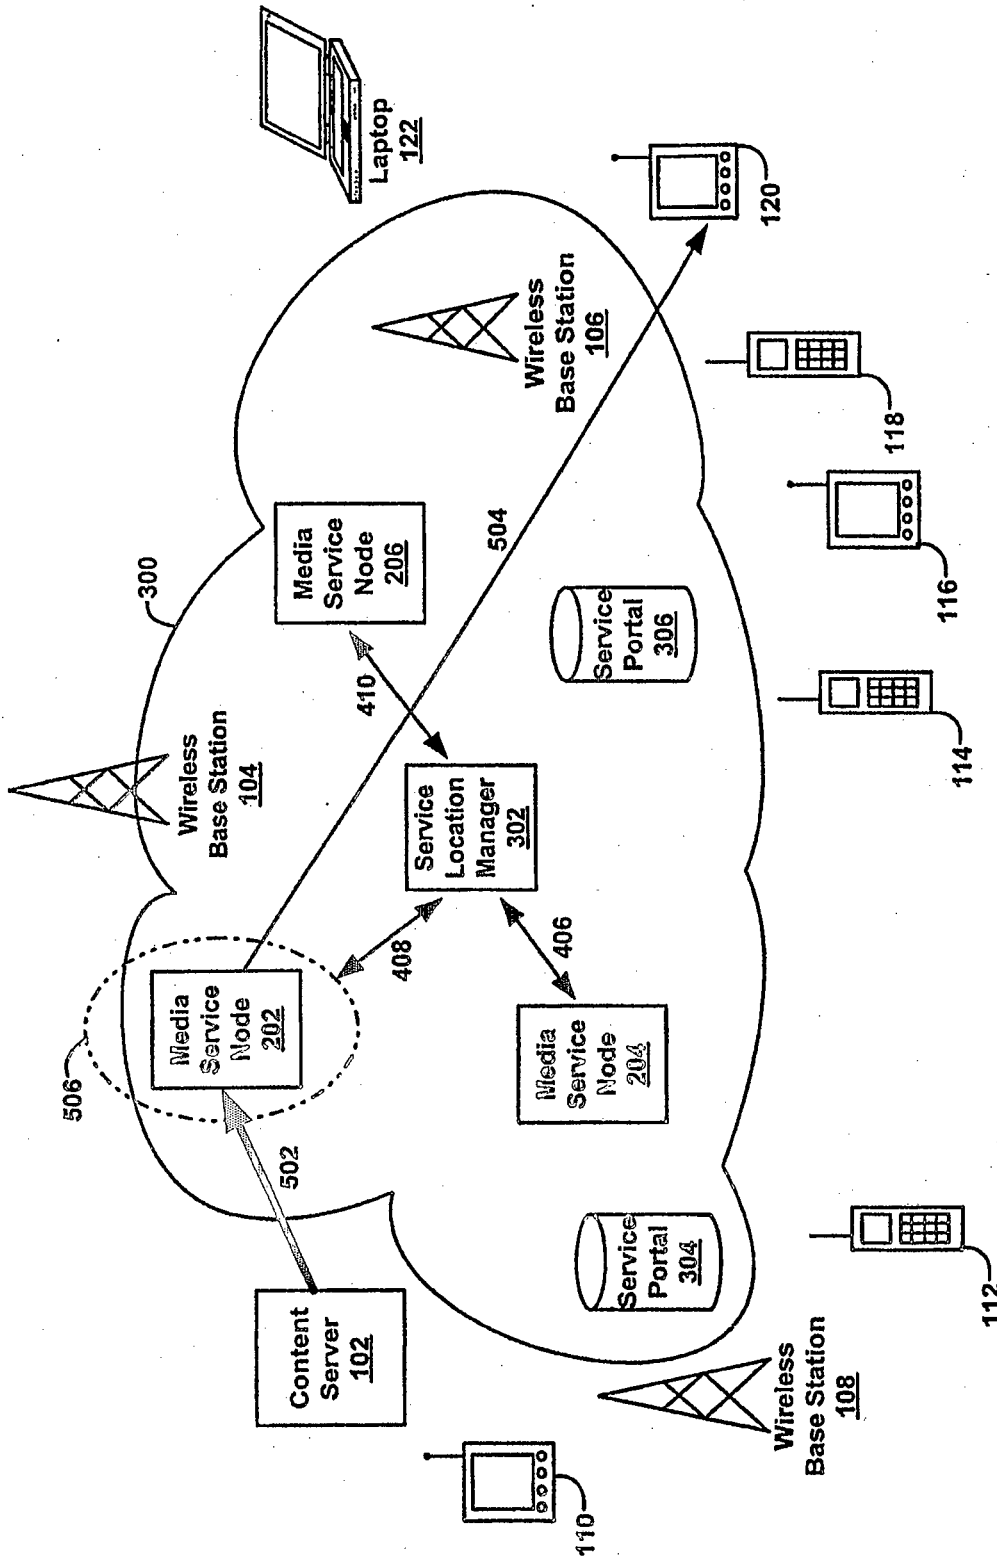 300
Wireless
Base Station
104
Laptop
122
506
Media
Service
Node
202
Media
Service
Node
206
Content
Server
102
502
408
410
Service
Location
Manager
302
504
Wireless
Base Station
106
406
Media
Service
Node
204
Service
Portal
304
Service
Portal
306
120
110
Wireless
Base Station
108
112
114
116
118